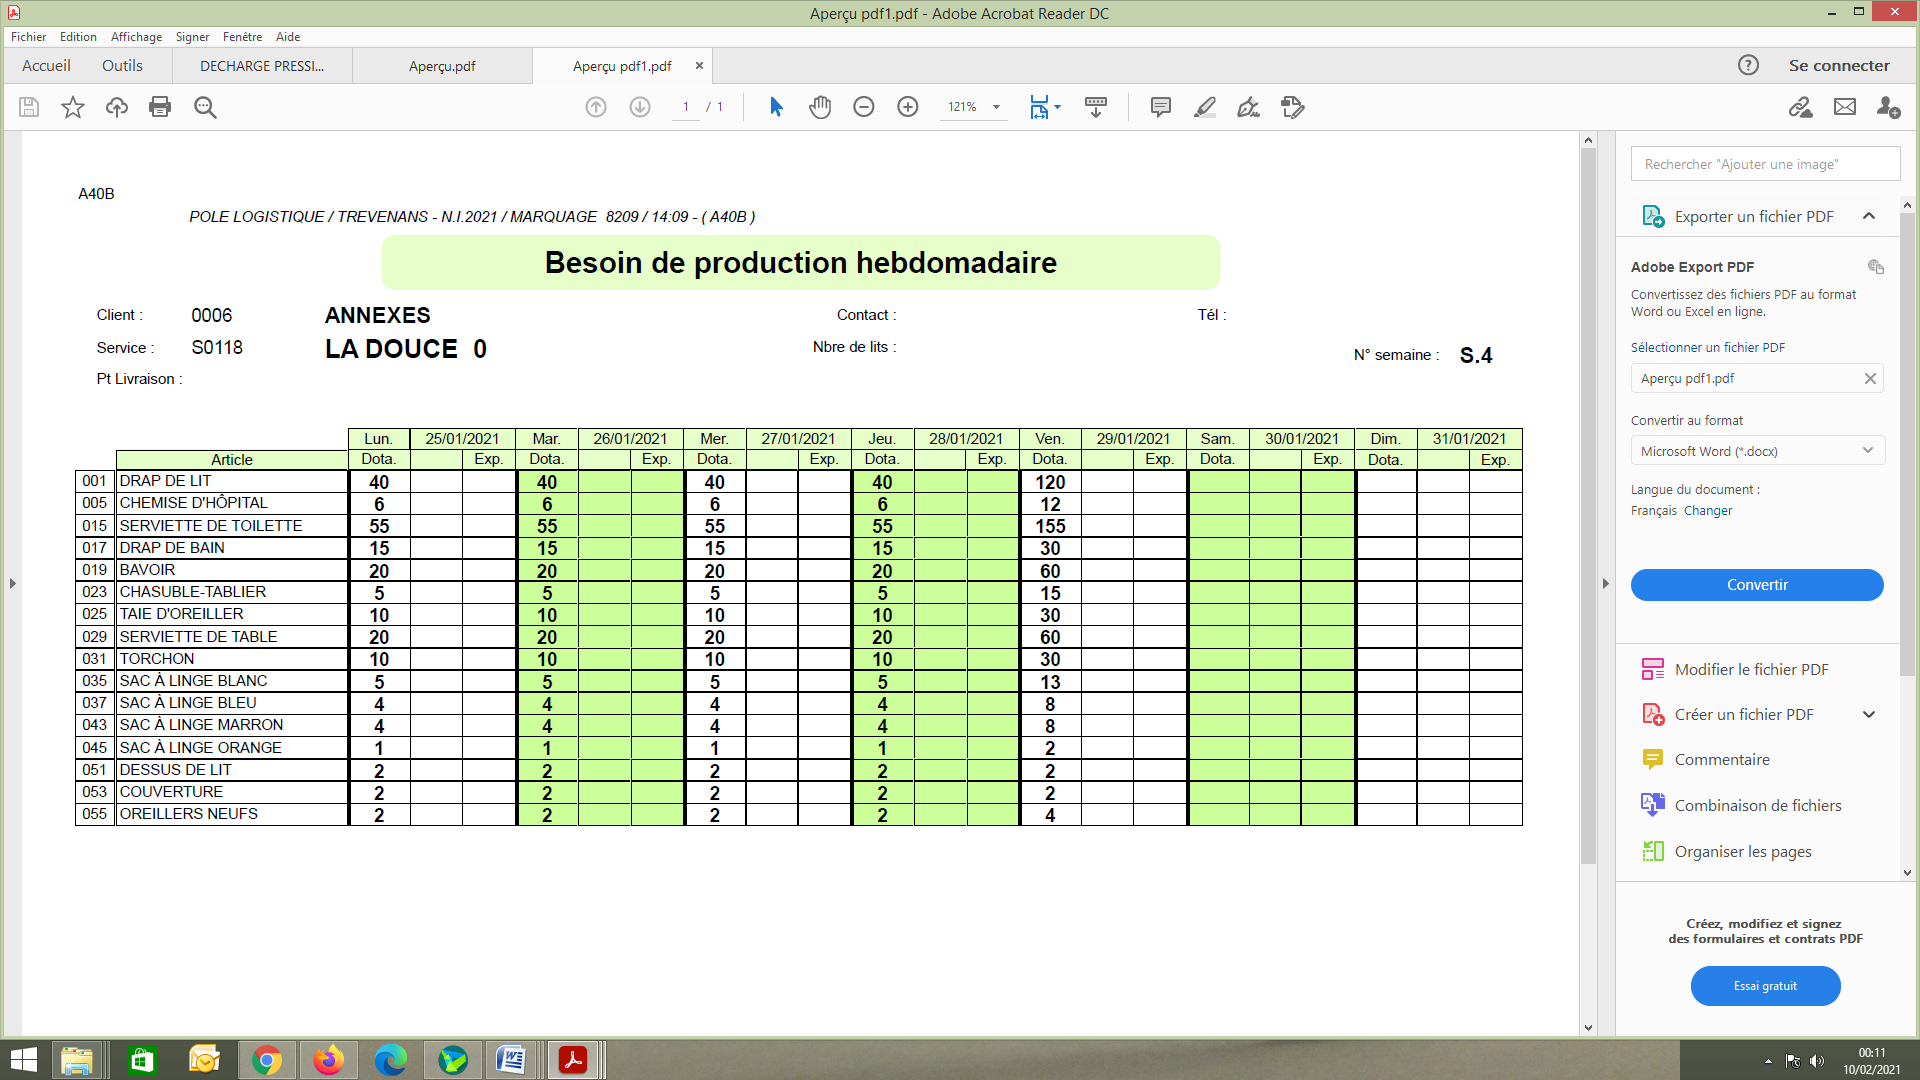 Aperçu pdf1.pdf - Adobe Acrobat Reader DC
Fichier Edition Affichage Signer Fenêtre Aide
Accueil Outils DECHARGE PRESSI... Aperçu.pdf Aperçu pdf1.pdf × ? Se connecter
1 / 1 121%
A40B
POLE LOGISTIQUE / TREVENANS - N.I.2021 / MARQUAGE 8209 / 14:09 - ( A40B )
Besoin de production hebdomadaire
Client : 0006 ANNEXES Contact : Tél :
Service : S0118 LA DOUCE 0 Nbre de lits : N° semaine : S.4
Pt Livraison :
Lun. 25/01/2021 Mar. 26/01/2021 Mer. 27/01/2021 Jeu. 28/01/2021 Ven. 29/01/2021 Sam. 30/01/2021 Dim. 31/01/2021
Article Dota. Exp. Dota. Exp. Dota. Exp. Dota. Exp. Dota. Exp. Dota. Exp. Dota. Exp.
001 DRAP DE LIT 40 40 40 40 120
005 CHEMISE D'HÔPITAL 6 6 6 6 12
015 SERVIETTE DE TOILETTE 55 55 55 55 155
017 DRAP DE BAIN 15 15 15 15 30
019 BAVOIR 20 20 20 20 60
023 CHASUBLE-TABLIER 5 5 5 5 15
025 TAIE D'OREILLER 10 10 10 10 30
029 SERVIETTE DE TABLE 20 20 20 20 60
031 TORCHON 10 10 10 10 30
035 SAC À LINGE BLANC 5 5 5 5 13
037 SAC À LINGE BLEU 4 4 4 4 8
043 SAC À LINGE MARRON 4 4 4 4 8
045 SAC À LINGE ORANGE 1 1 1 1 2
051 DESSUS DE LIT 2 2 2 2 2
053 COUVERTURE 2 2 2 2 2
055 OREILLERS NEUFS 2 2 2 2 4
Rechercher "Ajouter une image"
Exporter un fichier PDF
Adobe Export PDF
Convertissez des fichiers PDF au format
Word ou Excel en ligne.
Sélectionner un fichier PDF
Aperçu pdf1.pdf
Convertir au format
Microsoft Word (*.docx)
Langue du document :
Français Changer
Convertir
Modifier le fichier PDF
Créer un fichier PDF
Commentaire
Combinaison de fichiers
Organiser les pages
Créez, modifiez et signez
des formulaires et contrats PDF
Essai gratuit
00:11
10/02/2021